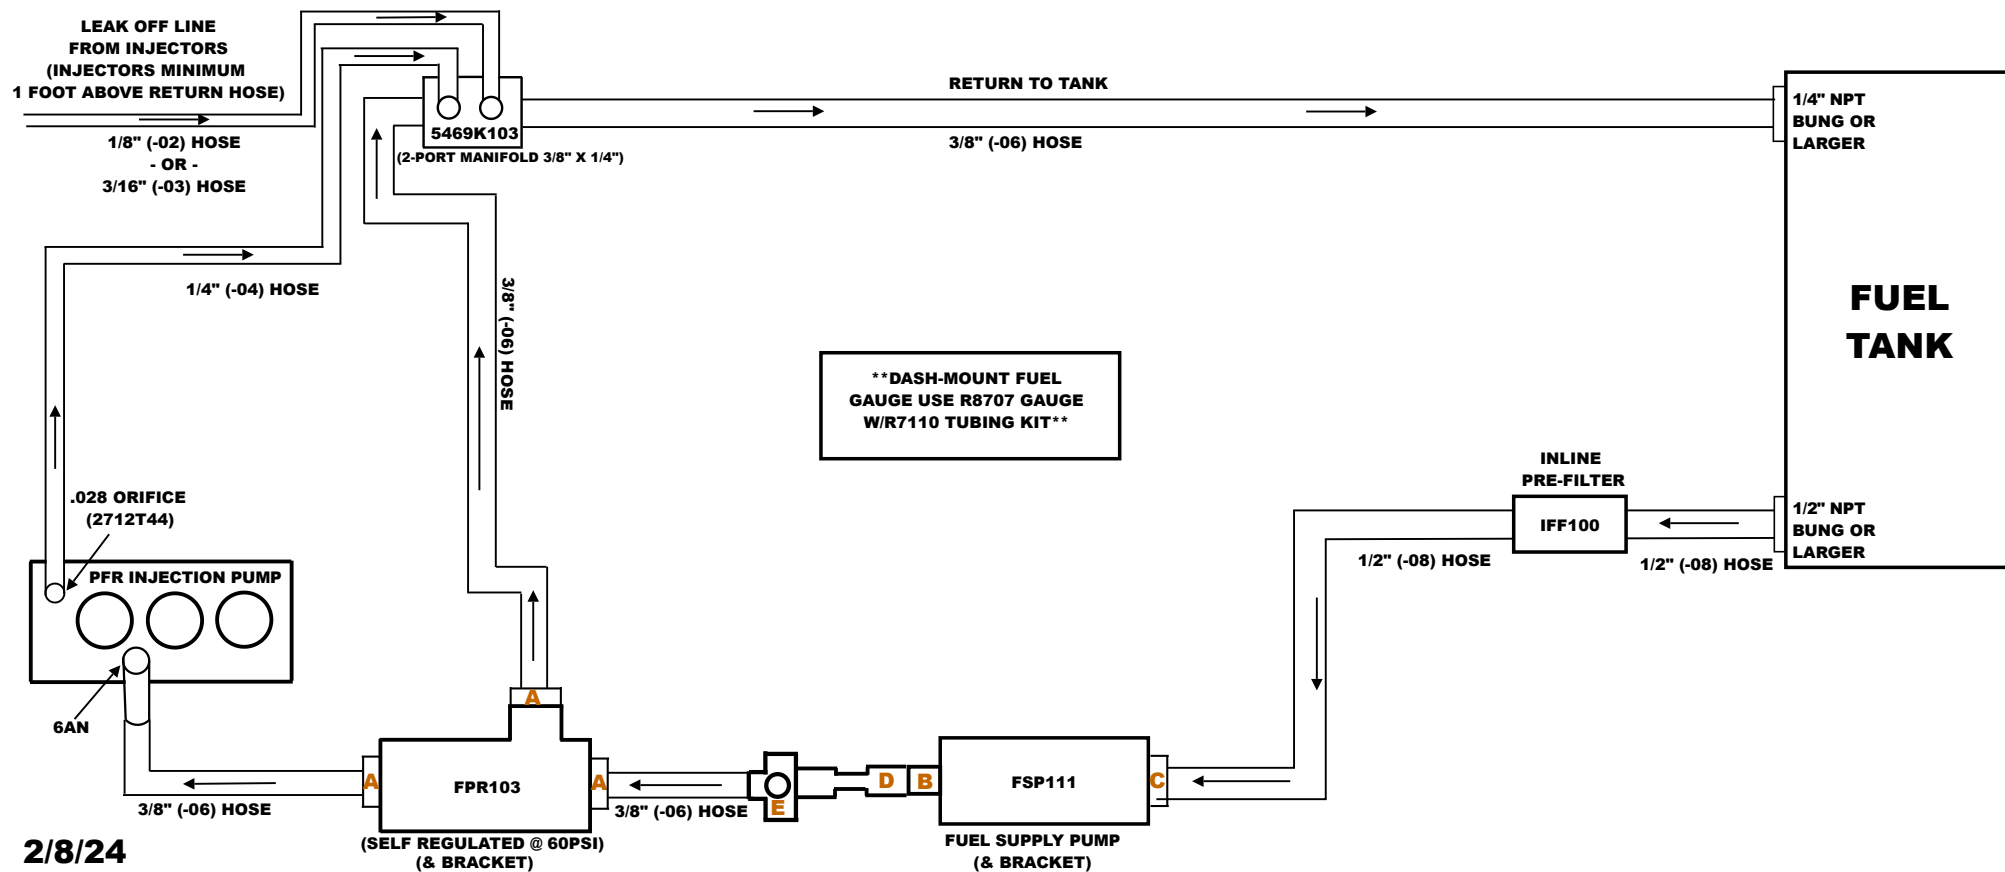 LEAK OFF LINE
FROM INJECTORS
(INJECTORS MINIMUM
1 FOOT ABOVE RETURN HOSE)
1/8" (-02) HOSE
- OR -
3/16" (-03) HOSE
5469K103
(2-PORT MANIFOLD 3/8" X 1/4")
RETURN TO TANK
3/8" (-06) HOSE
1/4" NPT
BUNG OR
LARGER
FUEL
TANK
1/4" (-04) HOSE
3/8" (-06) HOSE
**DASH-MOUNT FUEL
GAUGE USE R8707 GAUGE
W/R7110 TUBING KIT**
INLINE
PRE-FILTER
IFF100
1/2" NPT
BUNG OR
LARGER
1/2" (-08) HOSE
1/2" (-08) HOSE
.028 ORIFICE
(2712T44)
PFR INJECTION PUMP
6AN
A
A
FPR103
A
3/8" (-06) HOSE
3/8" (-06) HOSE
(SELF REGULATED @ 60PSI)
(& BRACKET)
E
D
B
FSP111
C
FUEL SUPPLY PUMP
(& BRACKET)
2/8/24